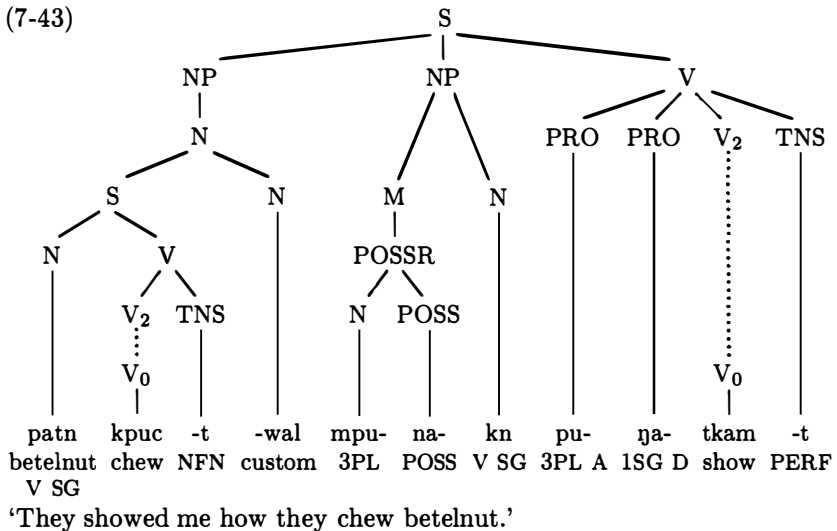 (7-43)
S
NP NP V
N PRO PRO V₂ TNS
S N M N
N V POSSR
V₂ TNS N POSS
V₀ V₀
patn kpuc -t -wal mpu- na- kn pu- ŋa- tkam -t
betelnut chew NFN custom 3PL POSS V SG 3PL A 1SG D show PERF
V SG
‘They showed me how they chew betelnut.’